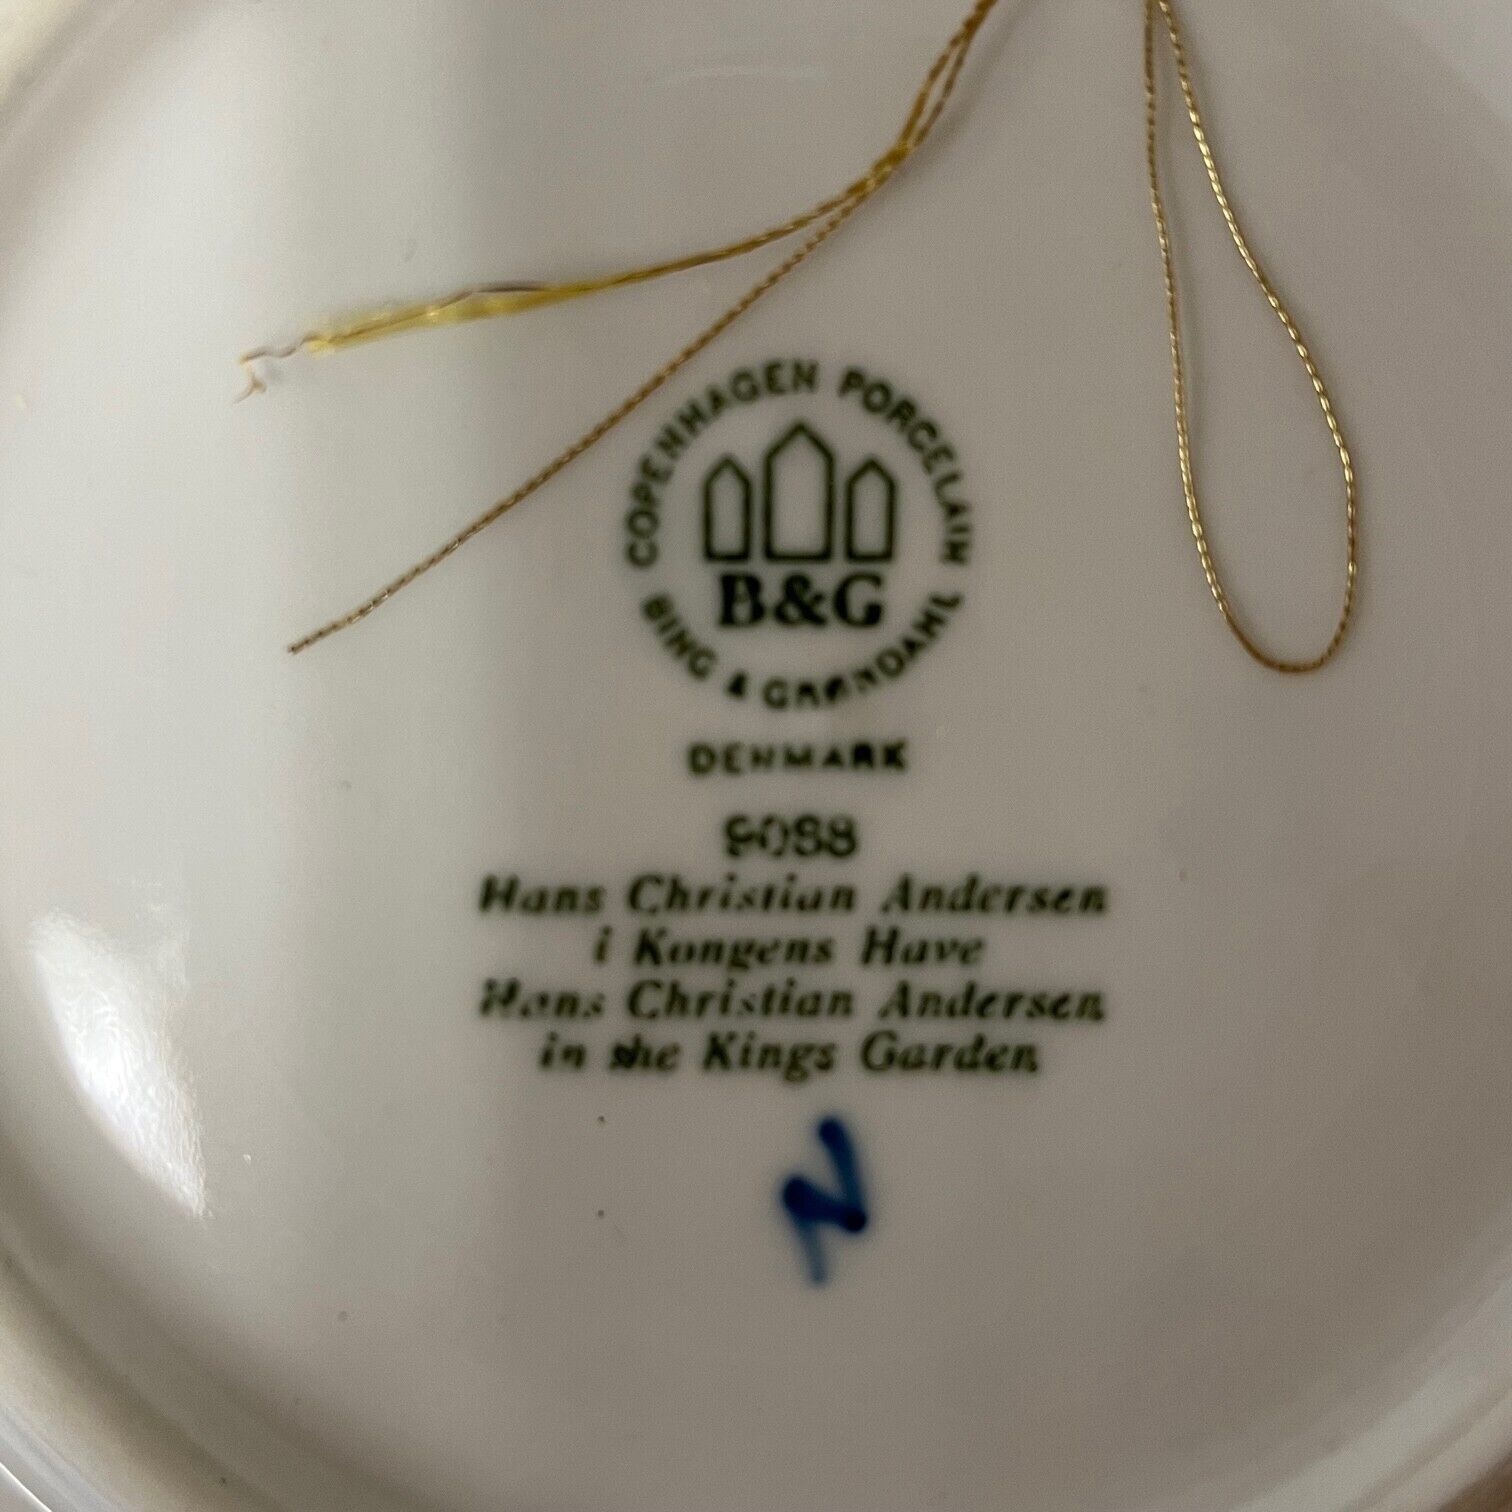 COPENHAGEN PORCELAIN
B&G
BING & GRØNDAHL
DENMARK
9088
Hans Christian Andersen
i Kongens Have
Hans Christian Andersen
in the Kings Garden
N